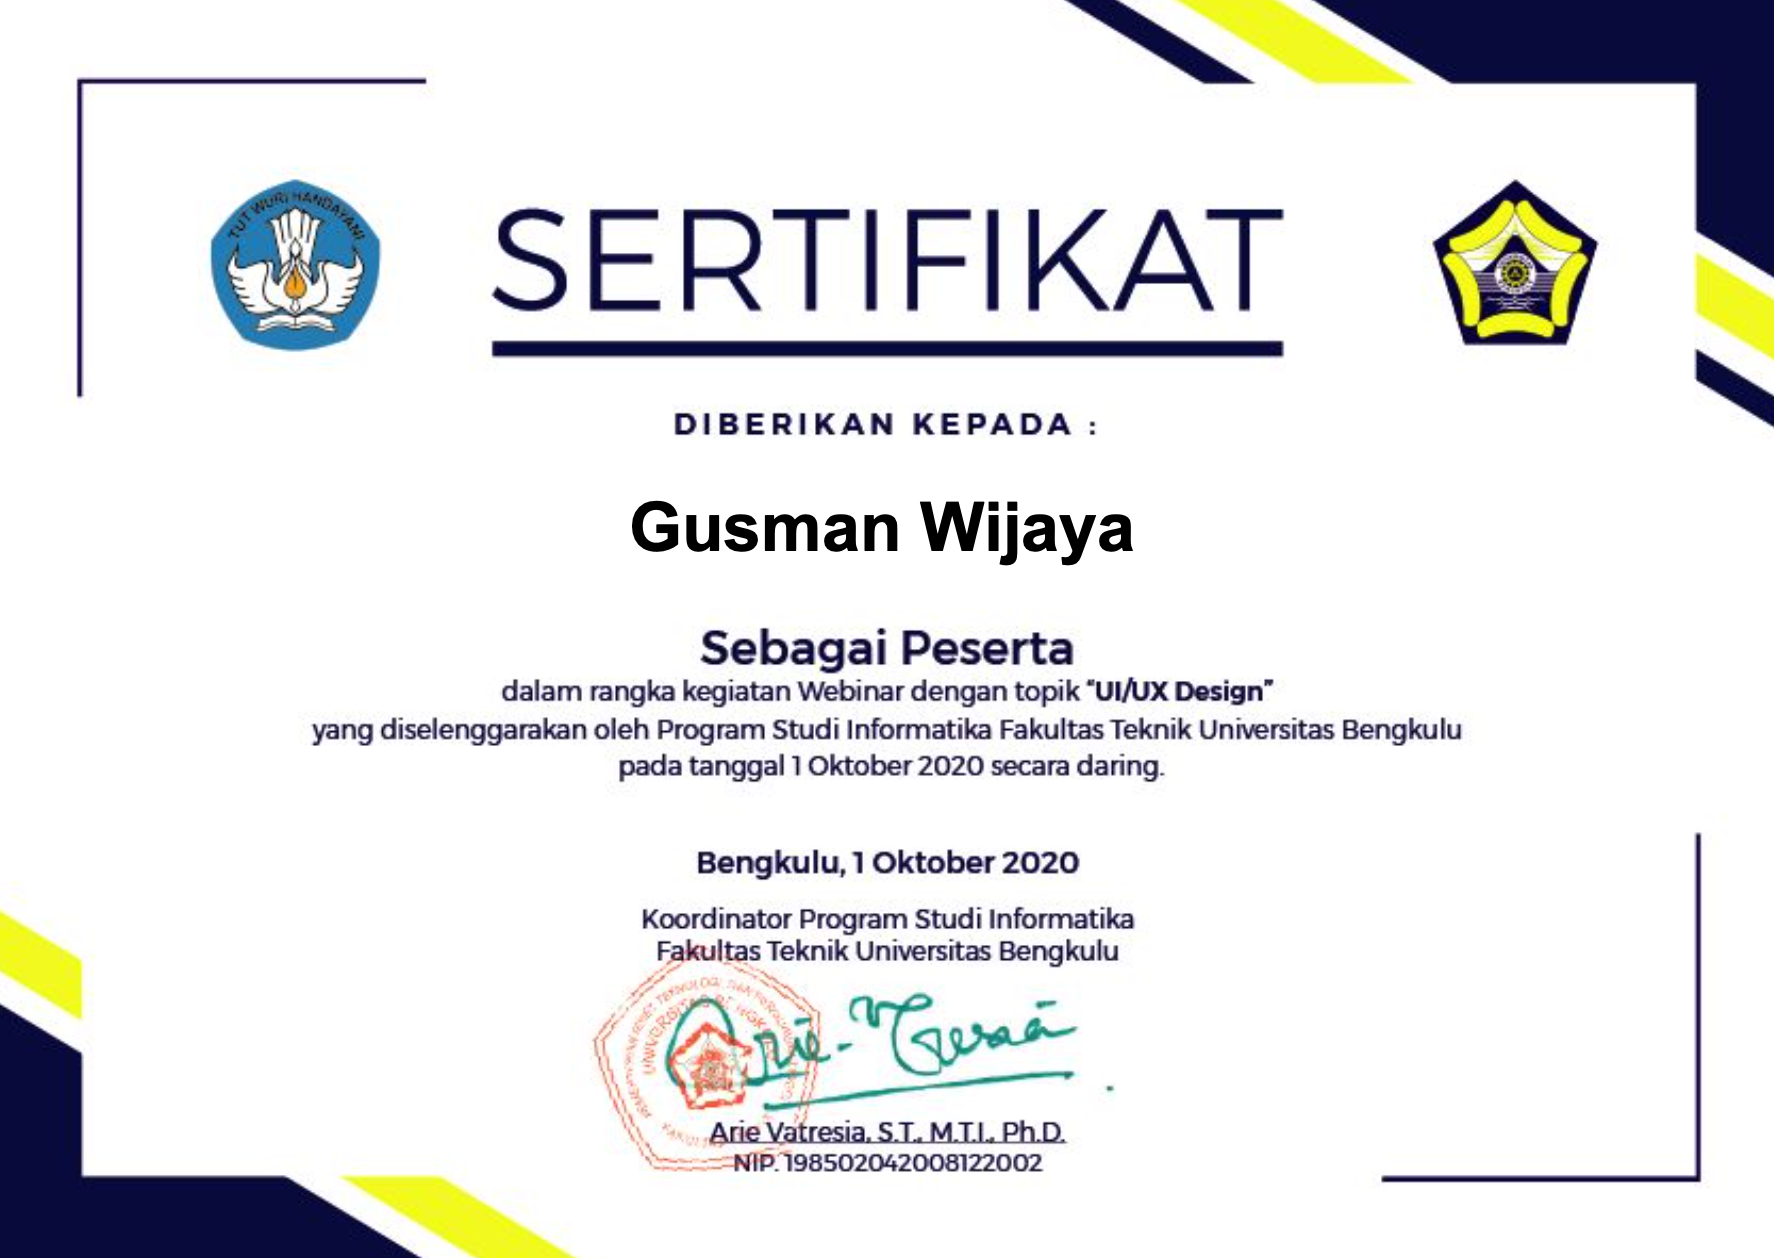 TUT WURI HANDAYANI
SERTIFIKAT
DIBERIKAN KEPADA :
Gusman Wijaya
Sebagai Peserta
dalam rangka kegiatan Webinar dengan topik “UI/UX Design”
yang diselenggarakan oleh Program Studi Informatika Fakultas Teknik Universitas Bengkulu
pada tanggal 1 Oktober 2020 secara daring.
Bengkulu, 1 Oktober 2020
Koordinator Program Studi Informatika
Fakultas Teknik Universitas Bengkulu
Arie Vatresia, S.T., M.T.I., Ph.D.
NIP. 198502042008122002